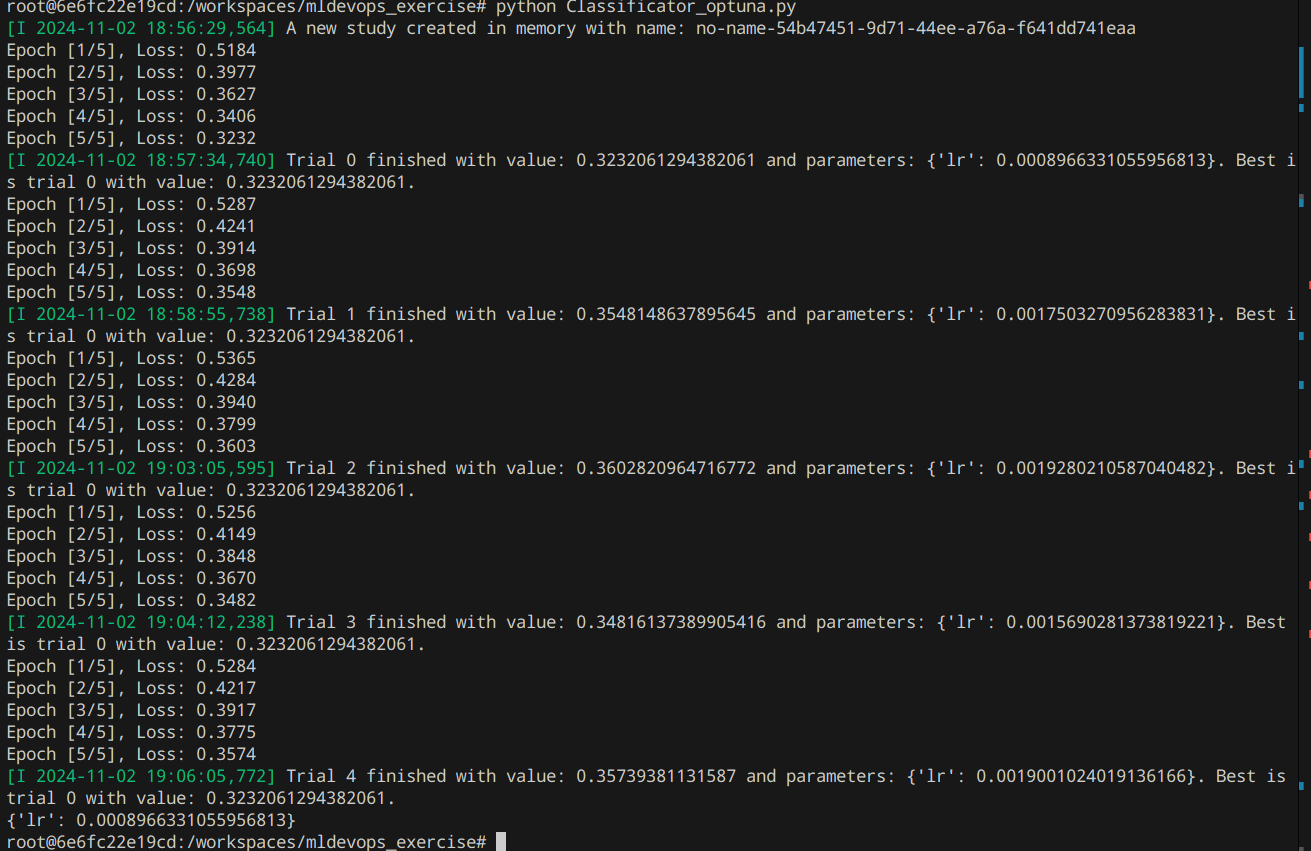 root@6e6fc22e19cd:/workspaces/mldevops_exercise# python Classificator_optuna.py
[I 2024-11-02 18:56:29,564] A new study created in memory with name: no-name-54b47451-9d71-44ee-a76a-f641dd741eaa
Epoch [1/5], Loss: 0.5184
Epoch [2/5], Loss: 0.3977
Epoch [3/5], Loss: 0.3627
Epoch [4/5], Loss: 0.3406
Epoch [5/5], Loss: 0.3232
[I 2024-11-02 18:57:34,740] Trial 0 finished with value: 0.3232061294382061 and parameters: {'lr': 0.0008966331055956813}. Best i
s trial 0 with value: 0.3232061294382061.
Epoch [1/5], Loss: 0.5287
Epoch [2/5], Loss: 0.4241
Epoch [3/5], Loss: 0.3914
Epoch [4/5], Loss: 0.3698
Epoch [5/5], Loss: 0.3548
[I 2024-11-02 18:58:55,738] Trial 1 finished with value: 0.3548148637895645 and parameters: {'lr': 0.0017503270956283831}. Best i
s trial 0 with value: 0.3232061294382061.
Epoch [1/5], Loss: 0.5365
Epoch [2/5], Loss: 0.4284
Epoch [3/5], Loss: 0.3940
Epoch [4/5], Loss: 0.3799
Epoch [5/5], Loss: 0.3603
[I 2024-11-02 19:03:05,595] Trial 2 finished with value: 0.3602820964716772 and parameters: {'lr': 0.0019280210587040482}. Best i
s trial 0 with value: 0.3232061294382061.
Epoch [1/5], Loss: 0.5256
Epoch [2/5], Loss: 0.4149
Epoch [3/5], Loss: 0.3848
Epoch [4/5], Loss: 0.3670
Epoch [5/5], Loss: 0.3482
[I 2024-11-02 19:04:12,238] Trial 3 finished with value: 0.34816137389905416 and parameters: {'lr': 0.0015690281373819221}. Best 
is trial 0 with value: 0.3232061294382061.
Epoch [1/5], Loss: 0.5284
Epoch [2/5], Loss: 0.4217
Epoch [3/5], Loss: 0.3917
Epoch [4/5], Loss: 0.3775
Epoch [5/5], Loss: 0.3574
[I 2024-11-02 19:06:05,772] Trial 4 finished with value: 0.35739381131587 and parameters: {'lr': 0.0019001024019136166}. Best is 
trial 0 with value: 0.3232061294382061.
{'lr': 0.0008966331055956813}
root@6e6fc22e19cd:/workspaces/mldevops_exercise#